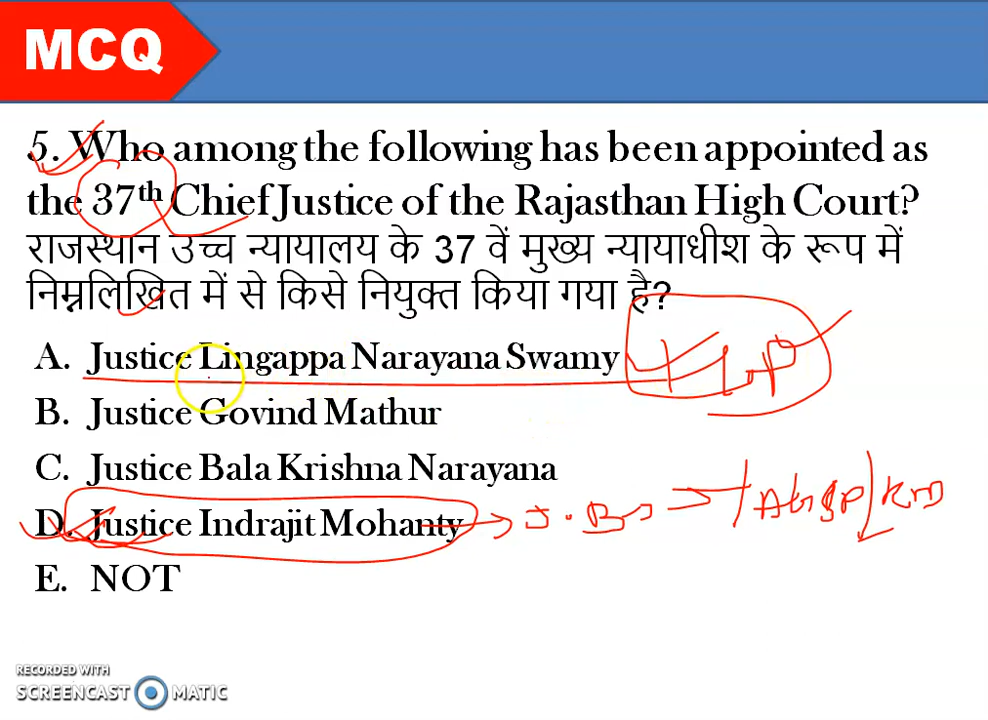 MCQ
5. Who among the following has been appointed as
the 37th Chief Justice of the Rajasthan High Court?
राजस्थान उच्च न्यायालय के 37 वें मुख्य न्यायाधीश के रूप में
निम्नलिखित में से किसे नियुक्त किया गया है?
A. Justice Lingappa Narayana Swamy
B. Justice Govind Mathur
C. Justice Bala Krishna Narayana
D. Justice Indrajit Mohanty
E. NOT
RECORDED WITH
SCREENCAST MATIC